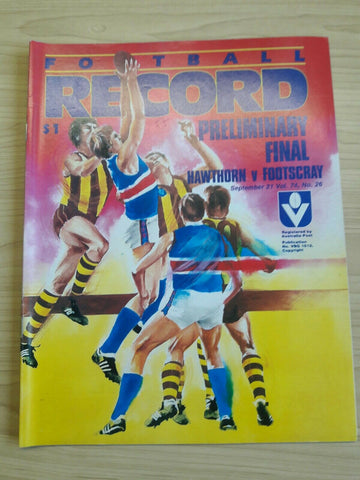 FOOTBALL
RECORD
$1
PRELIMINARY
FINAL
HAWTHORN v FOOTSCRAY
September 21 Vol. 74, No. 26
Registered by
Australia Post
Publication
No. VBG 1512.
Copyright